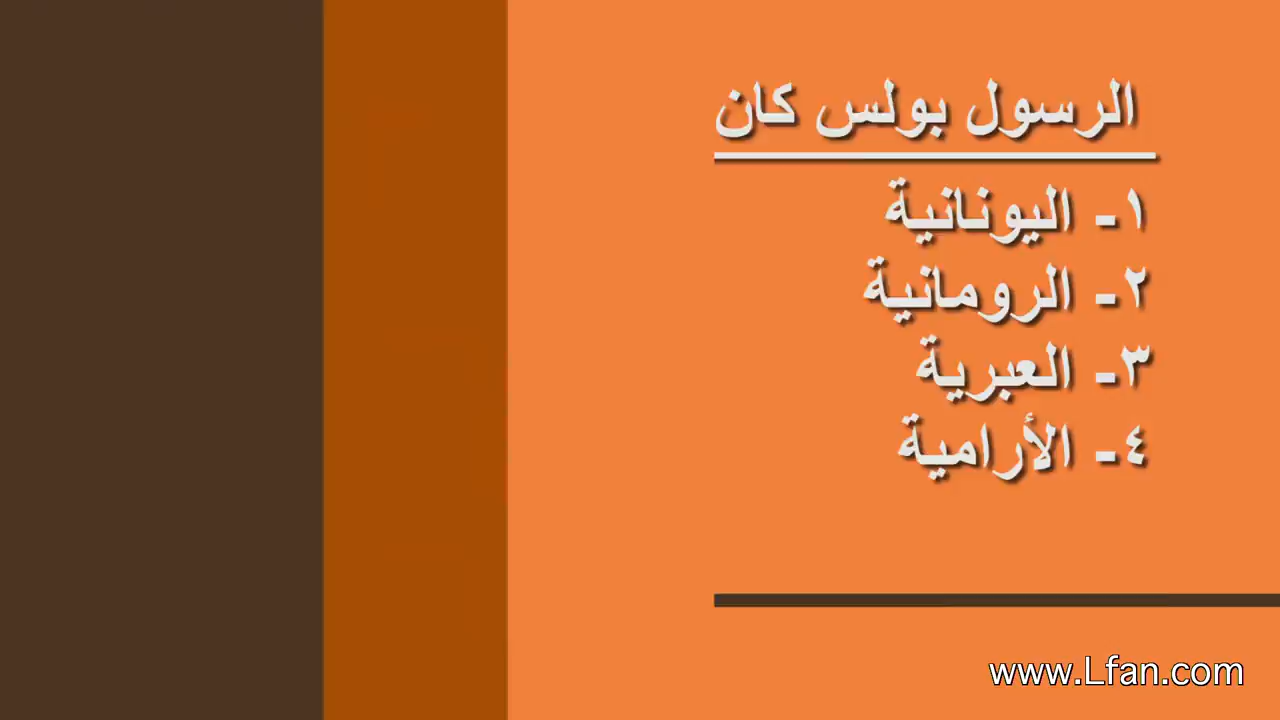 الرسول بولس كان
١- اليونانية
٢- الرومانية
٣- العبرية
٤- الأرامية
www.Lfan.com